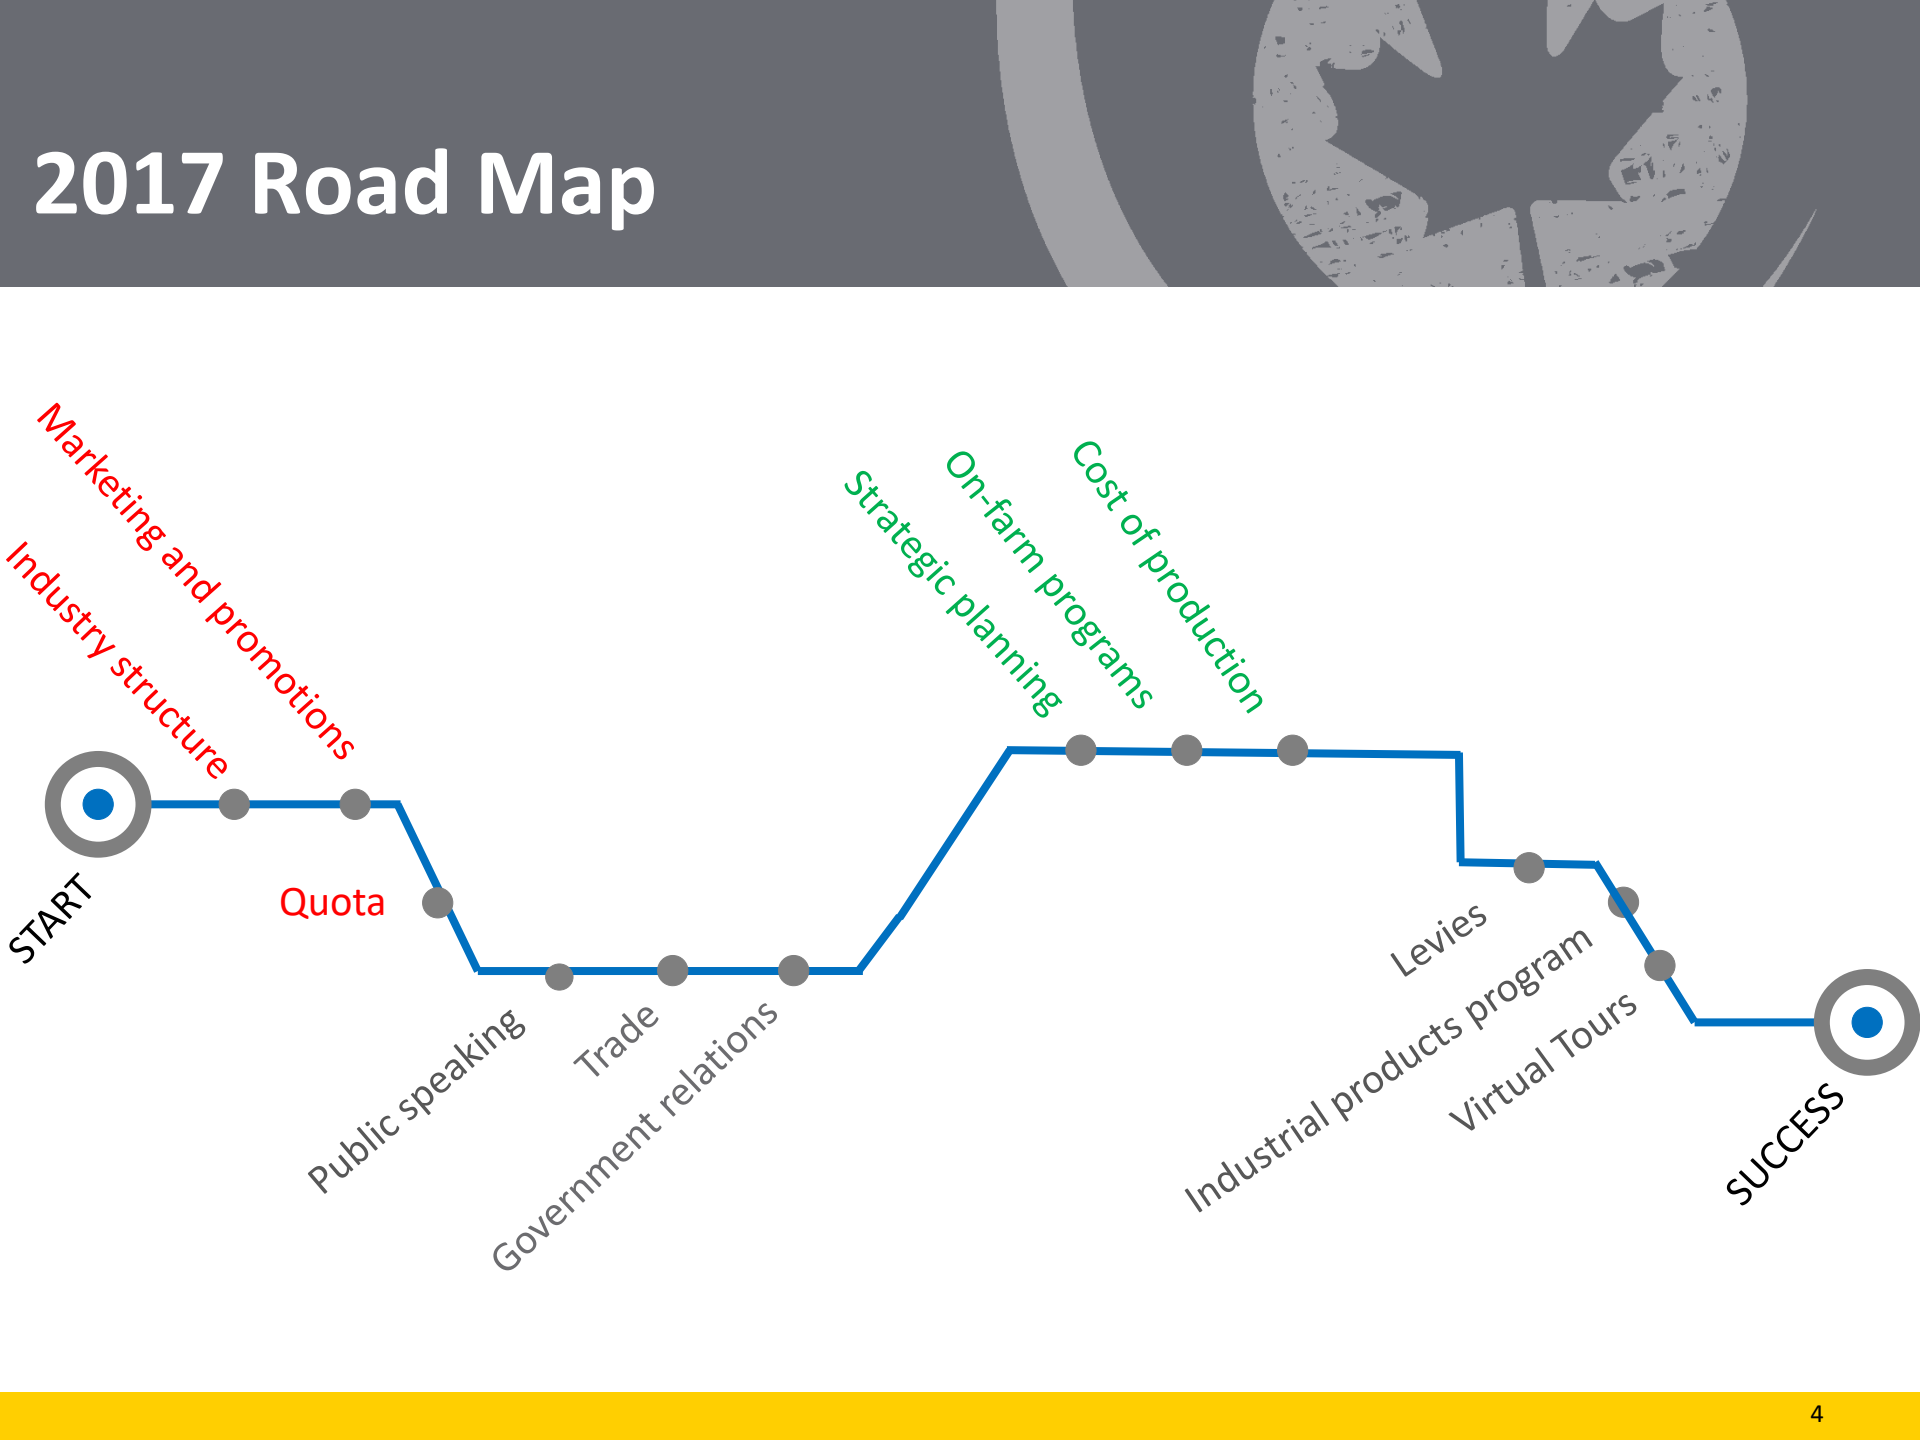 2017 Road Map
START
Industry structure
Marketing and promotions
Quota
Public speaking
Trade
Government relations
Strategic planning
On-farm programs
Cost of production
Levies
Industrial products program
Virtual Tours
SUCCESS
4